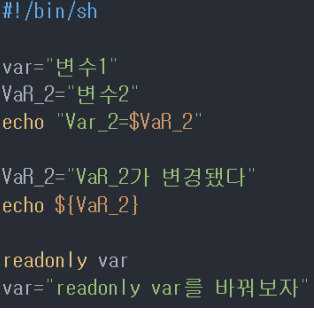 #!/bin/sh
var="변수1"
VaR_2="변수2"
echo "Var_2=$VaR_2"
VaR_2="VaR_2가 변경됐다"
echo ${VaR_2}
readonly var
var="readonly var를 바꿔보자"